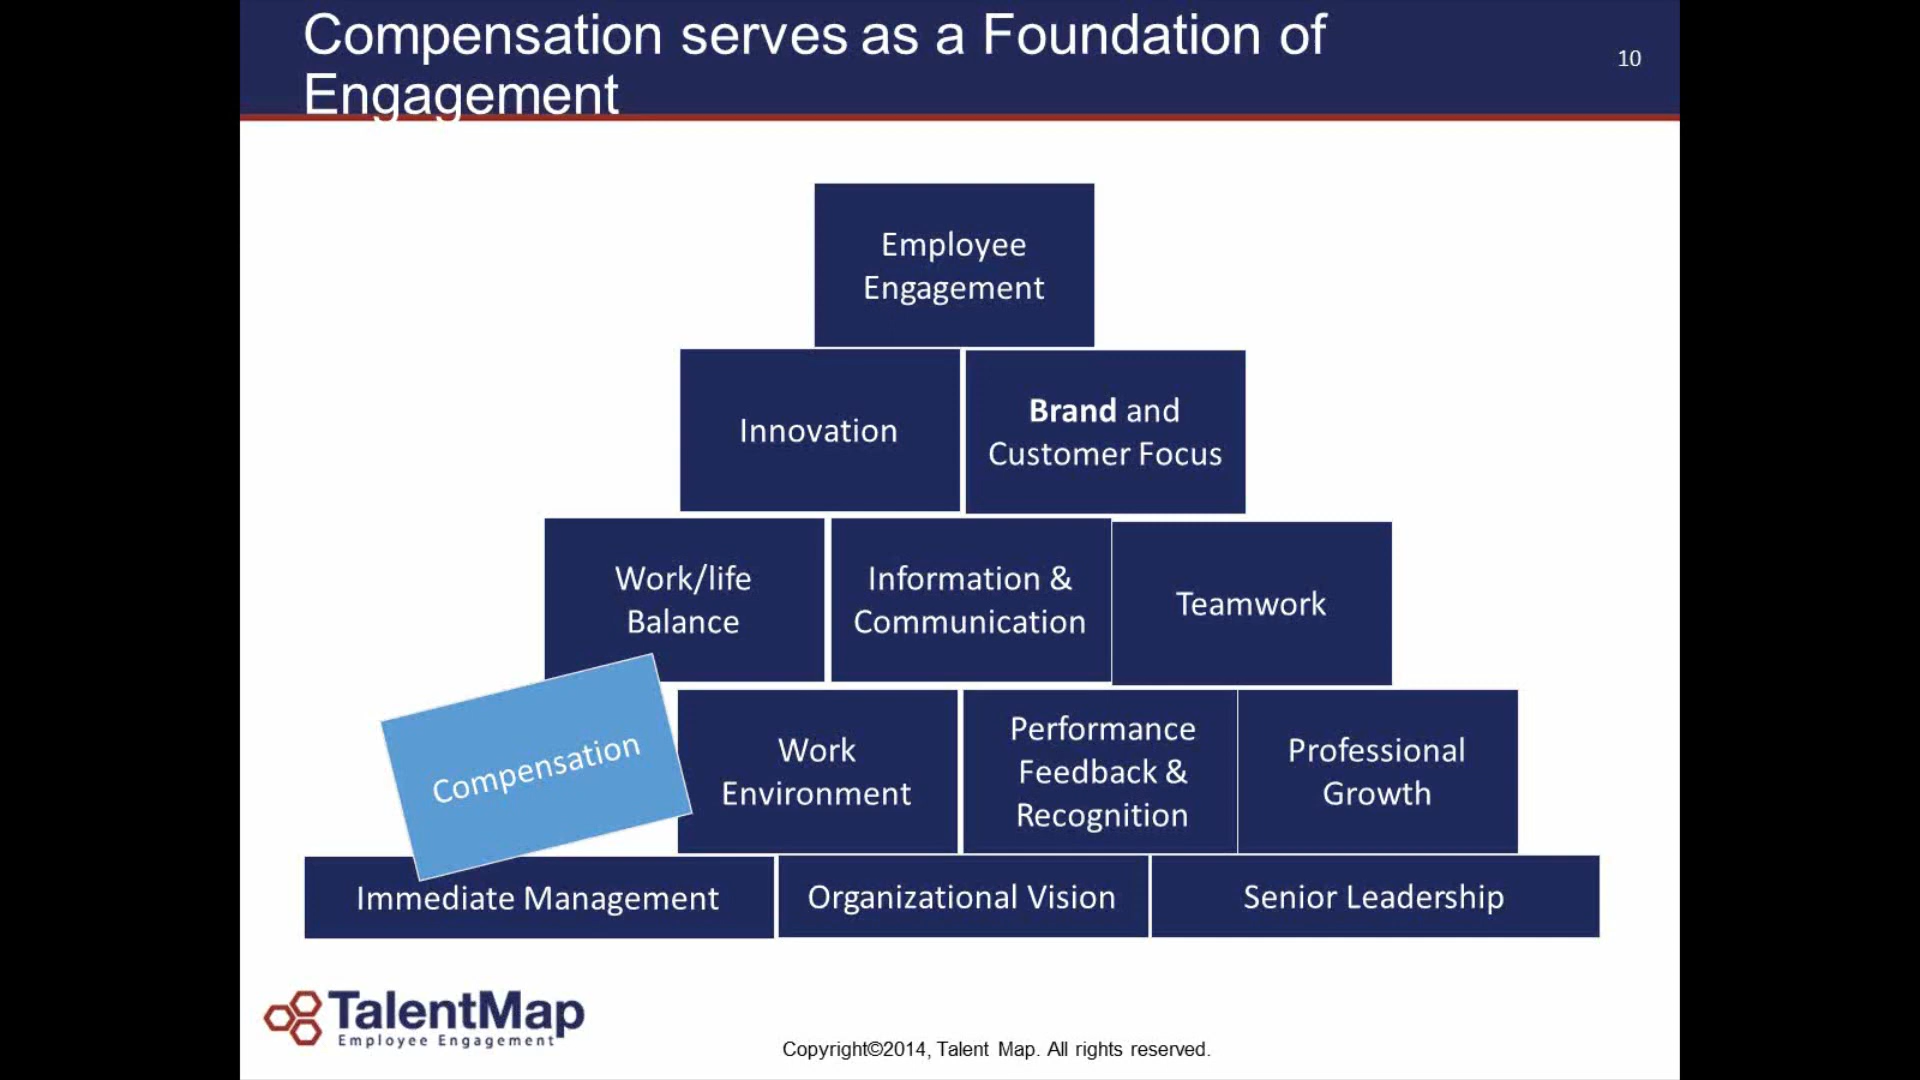 Compensation serves as a Foundation of
Engagement
10
Employee
Engagement
Innovation
Brand and
Customer Focus
Work/life
Balance
Information &
Communication
Teamwork
Compensation
Work
Environment
Performance
Feedback &
Recognition
Professional
Growth
Immediate Management
Organizational Vision
Senior Leadership
TalentMap
Employee Engagement
Copyright©2014, Talent Map. All rights reserved.